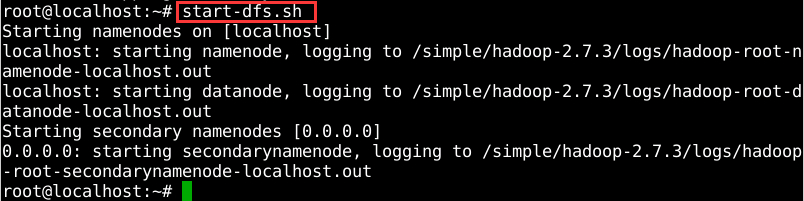 root@localhost:~# start-dfs.sh
Starting namenodes on [localhost]
localhost: starting namenode, logging to /simple/hadoop-2.7.3/logs/hadoop-root-n
amenode-localhost.out
localhost: starting datanode, logging to /simple/hadoop-2.7.3/logs/hadoop-root-d
atanode-localhost.out
Starting secondary namenodes [0.0.0.0]
0.0.0.0: starting secondarynamenode, logging to /simple/hadoop-2.7.3/logs/hadoop
-root-secondarynamenode-localhost.out
root@localhost:~#